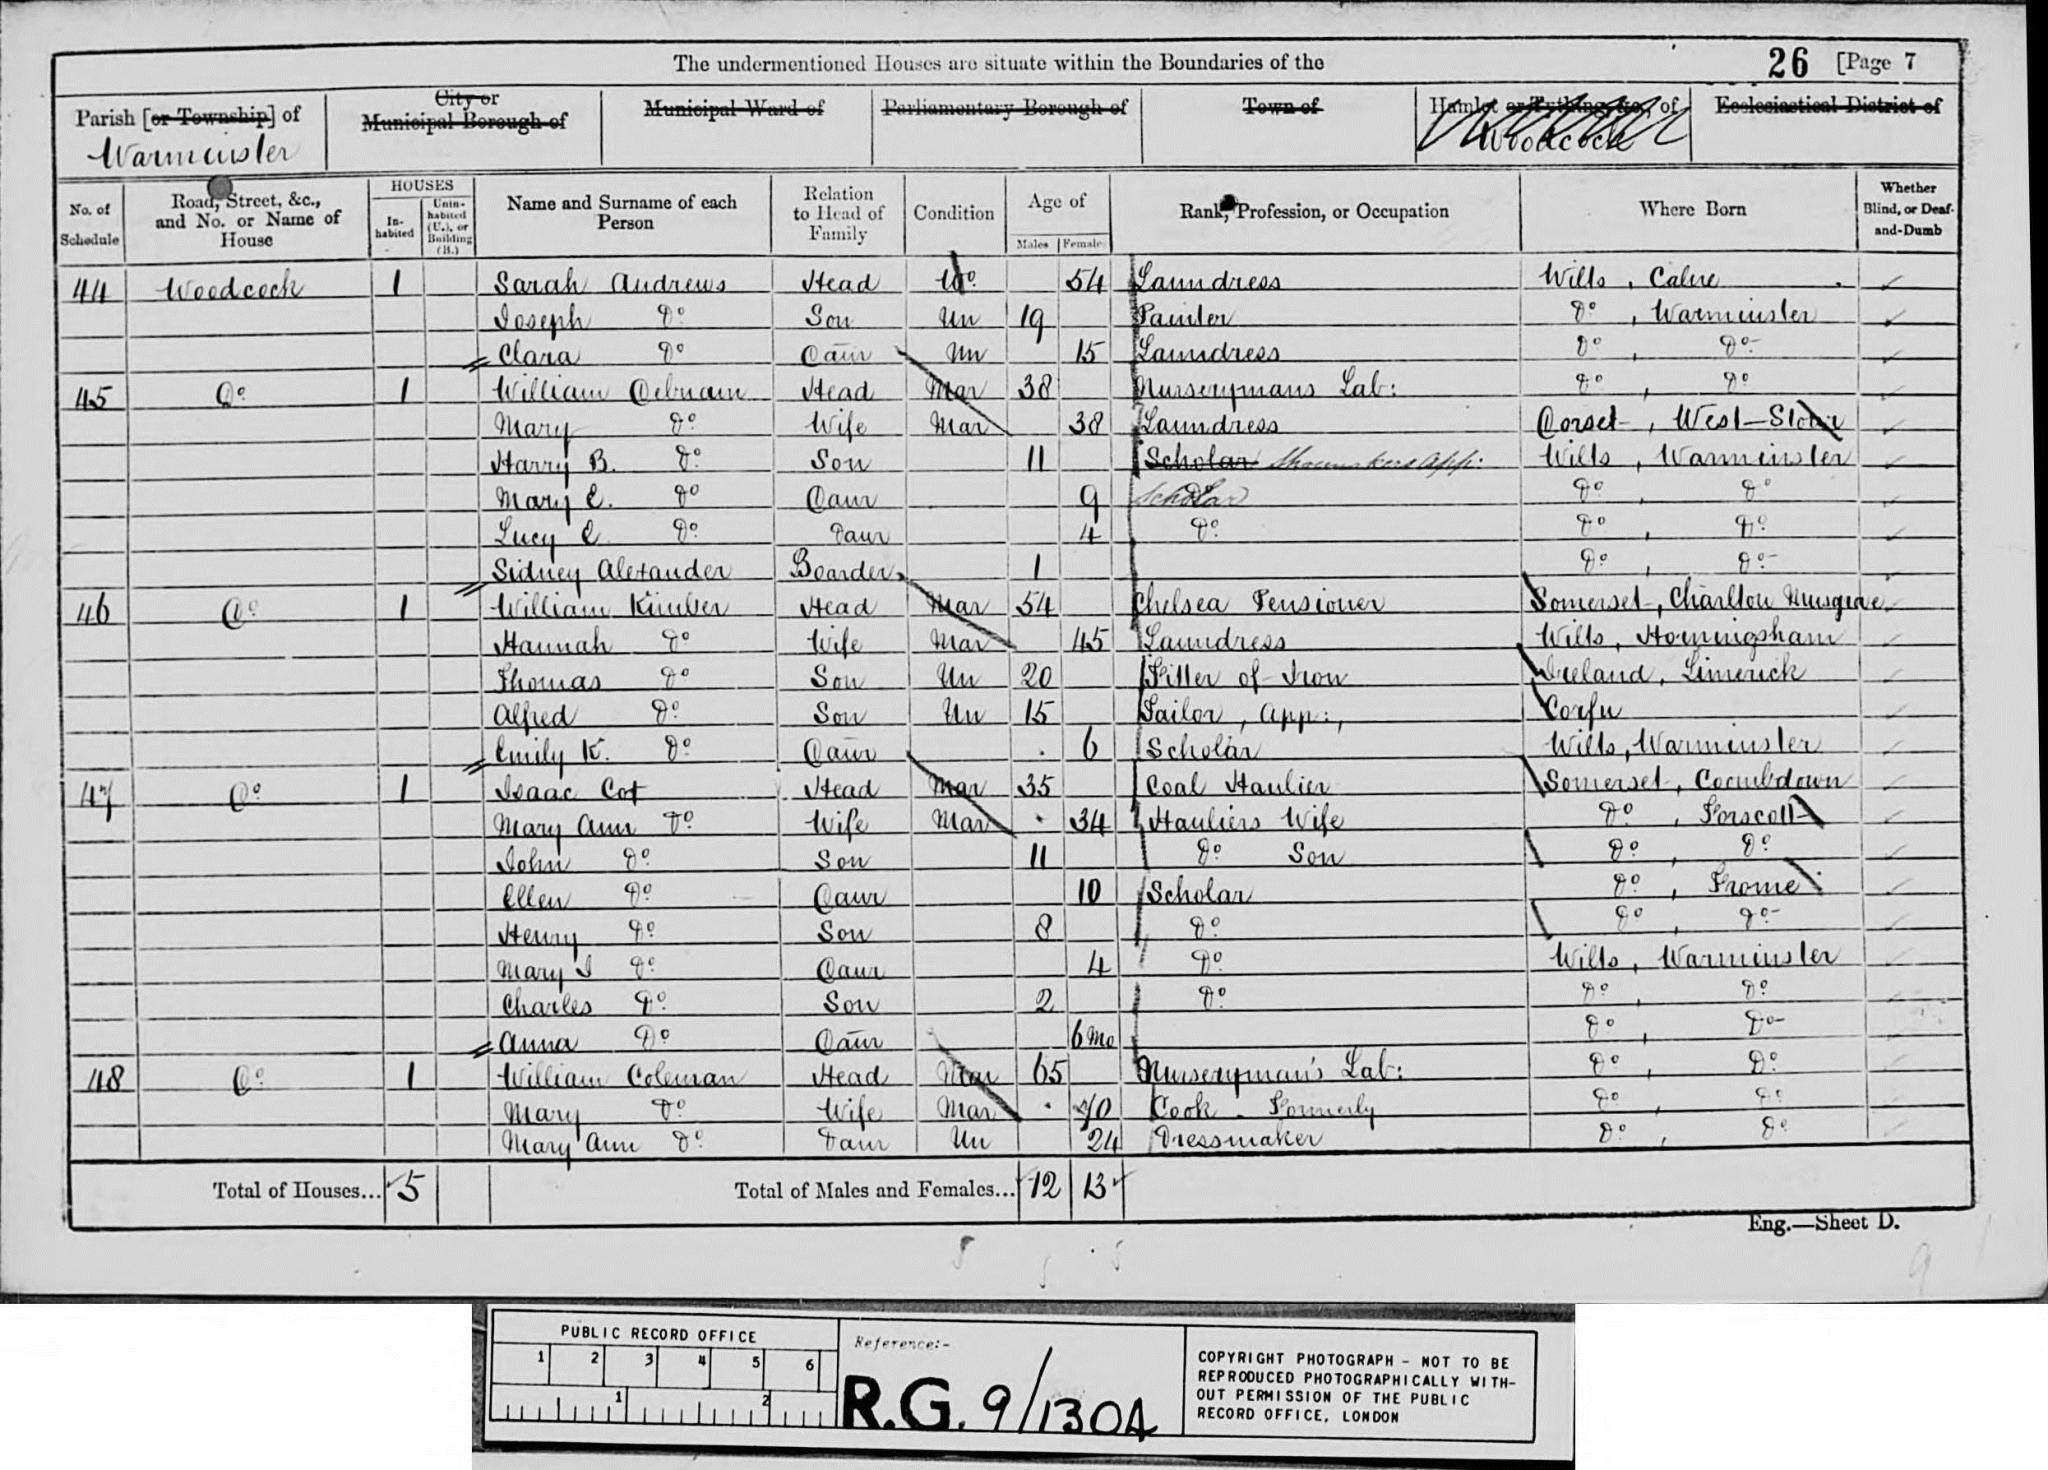 The undermentioned Houses are situate within the Boundaries of the 26 [Page 7
Parish [or Township] of Warminster
City or Municipal Borough of
Municipal Ward of
Parliamentary Borough of
Town of
Hamlet or Tything, &c., of Woodcock
Ecclesiastical District of
No. of Schedule
Road, Street, &c., and No. or Name of House
HOUSES
In-habited
Unin-habited (U.), or Building (B.)
Name and Surname of each Person
Relation to Head of Family
Condition
Age of
Males Females
Rank, Profession, or Occupation
Where Born
Whether Blind, or Deaf-and-Dumb
44 Woodcock 1 Sarah Andrews Head Wo 54 Laundress Wilts, Calne
Joseph Do Son Un 19 Painter Do, Warminster
Clara Do Daur Un 15 Laundress Do, Do
45 Do 1 William Head Mar 38 Nurserymans Lab: Do, Do
Mary Do Wife Mar 38 Laundress Dorset, West Stour
Harry B. Do Son 11 Scholar Shoemakers App: Wilts, Warminster
Mary E. Do Daur 9 Scholar Do Do
Lucy E Do Daur 4 Do Do, Do
Sidney Alexander Boarder 1 Do, Do
46 Do 1 William Kimber Head Mar 54 Chelsea Pensioner Somerset, Charlton Musgrove
Hannah Do Wife Mar 45 Laundress Wilts, Horningsham
Thomas Do Son Un 20 Fitter of Iron Ireland, Limerick
Alfred Do Son Un 15 Tailor, App:, Corfu
Emily K. Do Daur 6 Scholar Wilts, Warminster
47 Do 1 Isaac Cox Head Mar 35 Coal Haulier Somerset, Coombdown
Mary Ann Do Wife Mar 34 Hauliers Wife Do, Forscott
John Do Son 11 Do Son Do, Do
Ellen Do Daur 10 Scholar Do, Frome
Henry Do Son 8 Do Do, Do
Mary I Do Daur 4 Do Wilts, Warminster
Charles Do Son 2 Do Do, Do
Anna Do Daur 6 Mo Do, Do
48 Do 1 William Coleman Head Mar 65 Nurseryman's Lab: Do, Do
Mary Do Wife Mar 70 Cook Formerly Do, Do
Mary Ann Do Daur Un 24 Dressmaker Do, Do
Total of Houses... 5 Total of Males and Females... 12 13
Eng.—Sheet D.
PUBLIC RECORD OFFICE
1 2 3 4 5 6
1 2
Reference:-
R.G. 9/1304
COPYRIGHT PHOTOGRAPH - NOT TO BE
REPRODUCED PHOTOGRAPHICALLY WITH-
OUT PERMISSION OF THE PUBLIC
RECORD OFFICE, LONDON